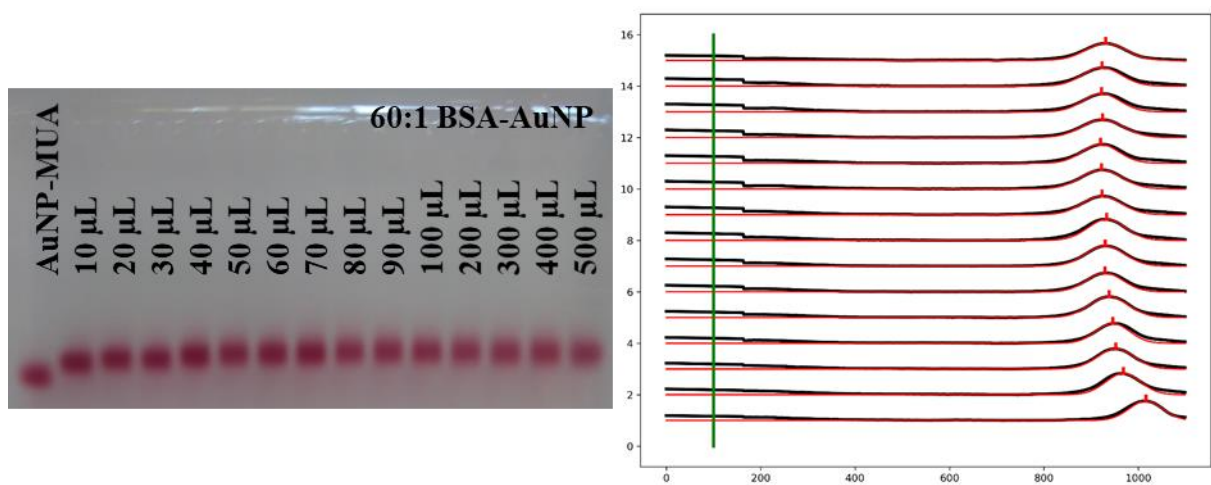 60:1 BSA-AuNP
AuNP-MUA
10 µL
20 µL
30 µL
40 µL
50 µL
60 µL
70 µL
80 µL
90 µL
100 µL
200 µL
300 µL
400 µL
500 µL
16
14
12
10
8
6
4
2
0
0 200 400 600 800 1000